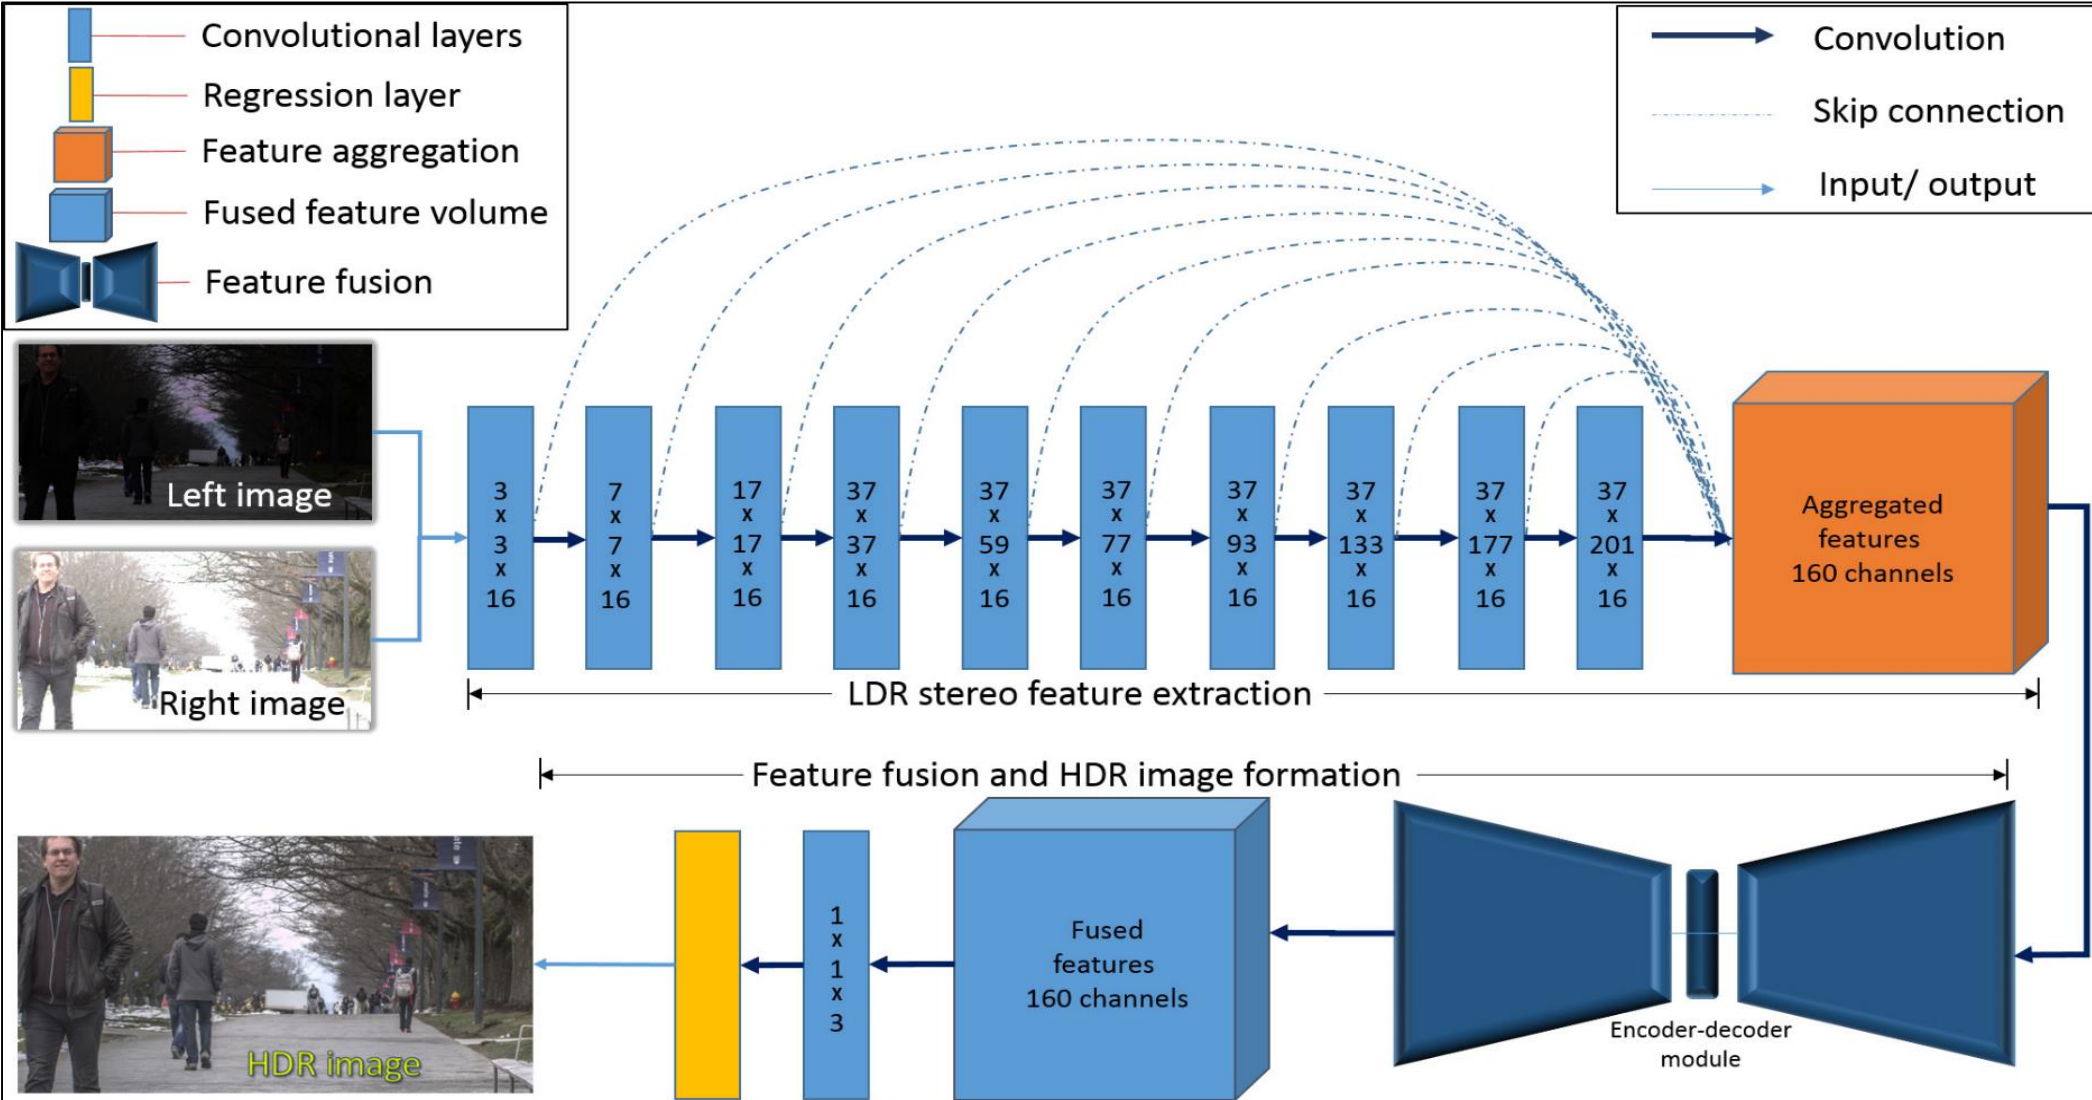 Convolutional layers
Regression layer
Feature aggregation
Fused feature volume
Feature fusion
Convolution
Skip connection
Input/ output
Left image
Right image
3
x
3
x
16
7
x
7
x
16
17
x
17
x
16
37
x
37
x
16
37
x
59
x
16
37
x
77
x
16
37
x
93
x
16
37
x
133
x
16
37
x
177
x
16
37
x
201
x
16
Aggregated
features
160 channels
LDR stereo feature extraction
Feature fusion and HDR image formation
HDR image
1
x
1
x
3
Fused
features
160 channels
Encoder-decoder
module